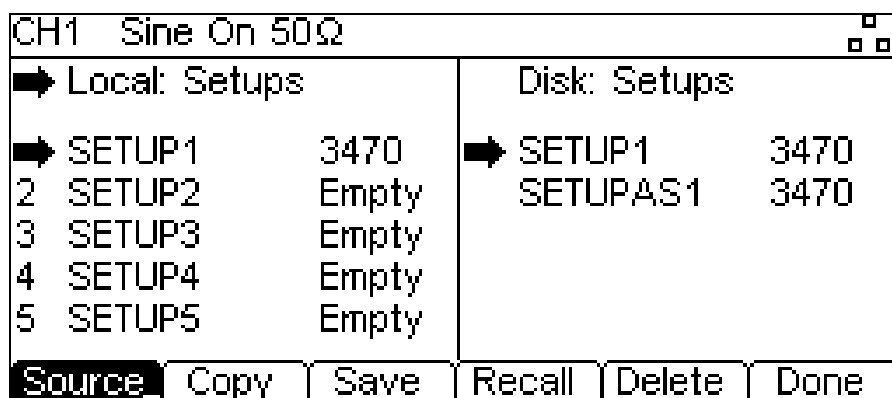 CH1 Sine On 50Ω
Local: Setups Disk: Setups
SETUP1 3470 SETUP1 3470
2 SETUP2 Empty SETUPAS1 3470
3 SETUP3 Empty
4 SETUP4 Empty
5 SETUP5 Empty
Source Copy Save Recall Delete Done